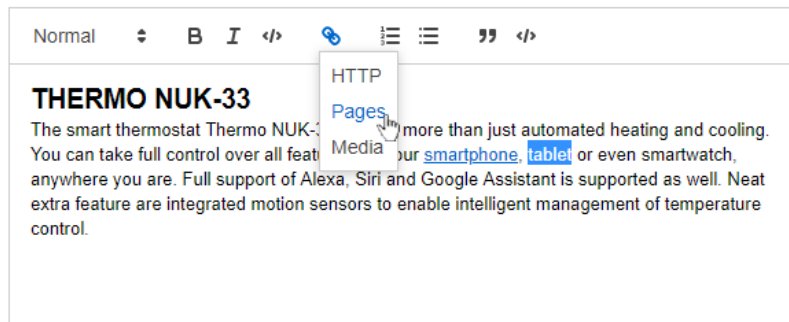 Normal
HTTP
Pages
Media
THERMO NUK-33
The smart thermostat Thermo NUK-3 more than just automated heating and cooling.
You can take full control over all feat our smartphone, tablet or even smartwatch,
anywhere you are. Full support of Alexa, Siri and Google Assistant is supported as well. Neat
extra feature are integrated motion sensors to enable intelligent management of temperature
control.